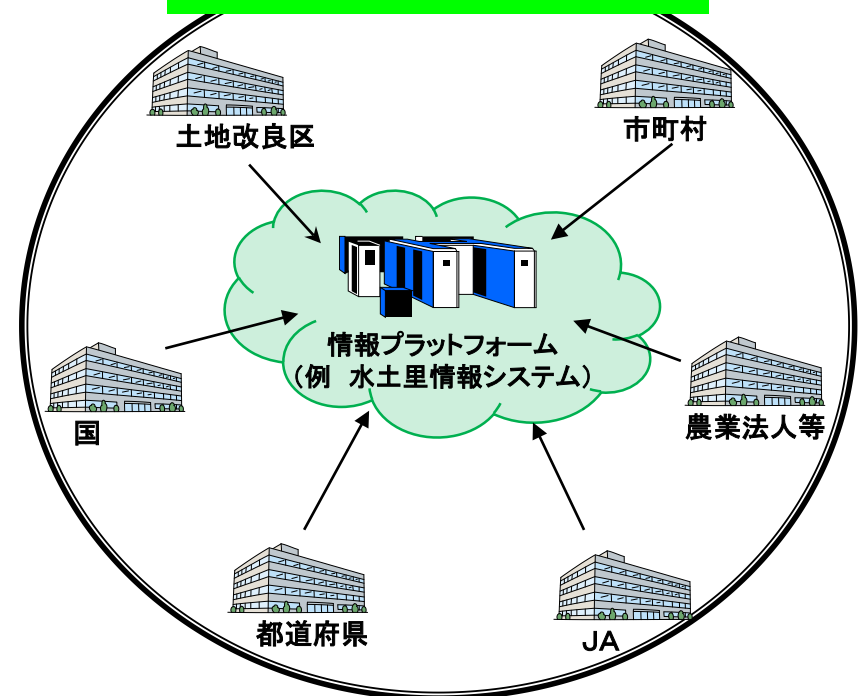 土地改良区
市町村
情報プラットフォーム
（例　水土里情報システム）
国
農業法人等
都道府県
JA